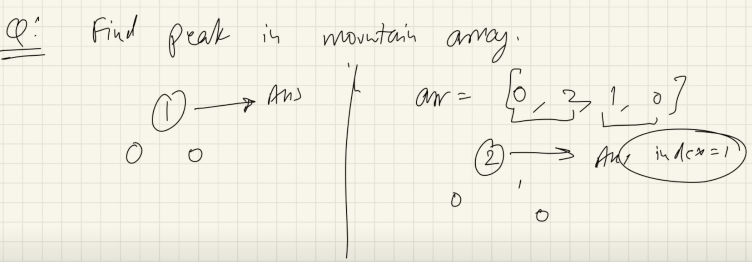 Q: Find peak in mountain array.
① → Ans
0 0
arr = [0, 2, 1, 0]
② → Ans index=1
0 1
0